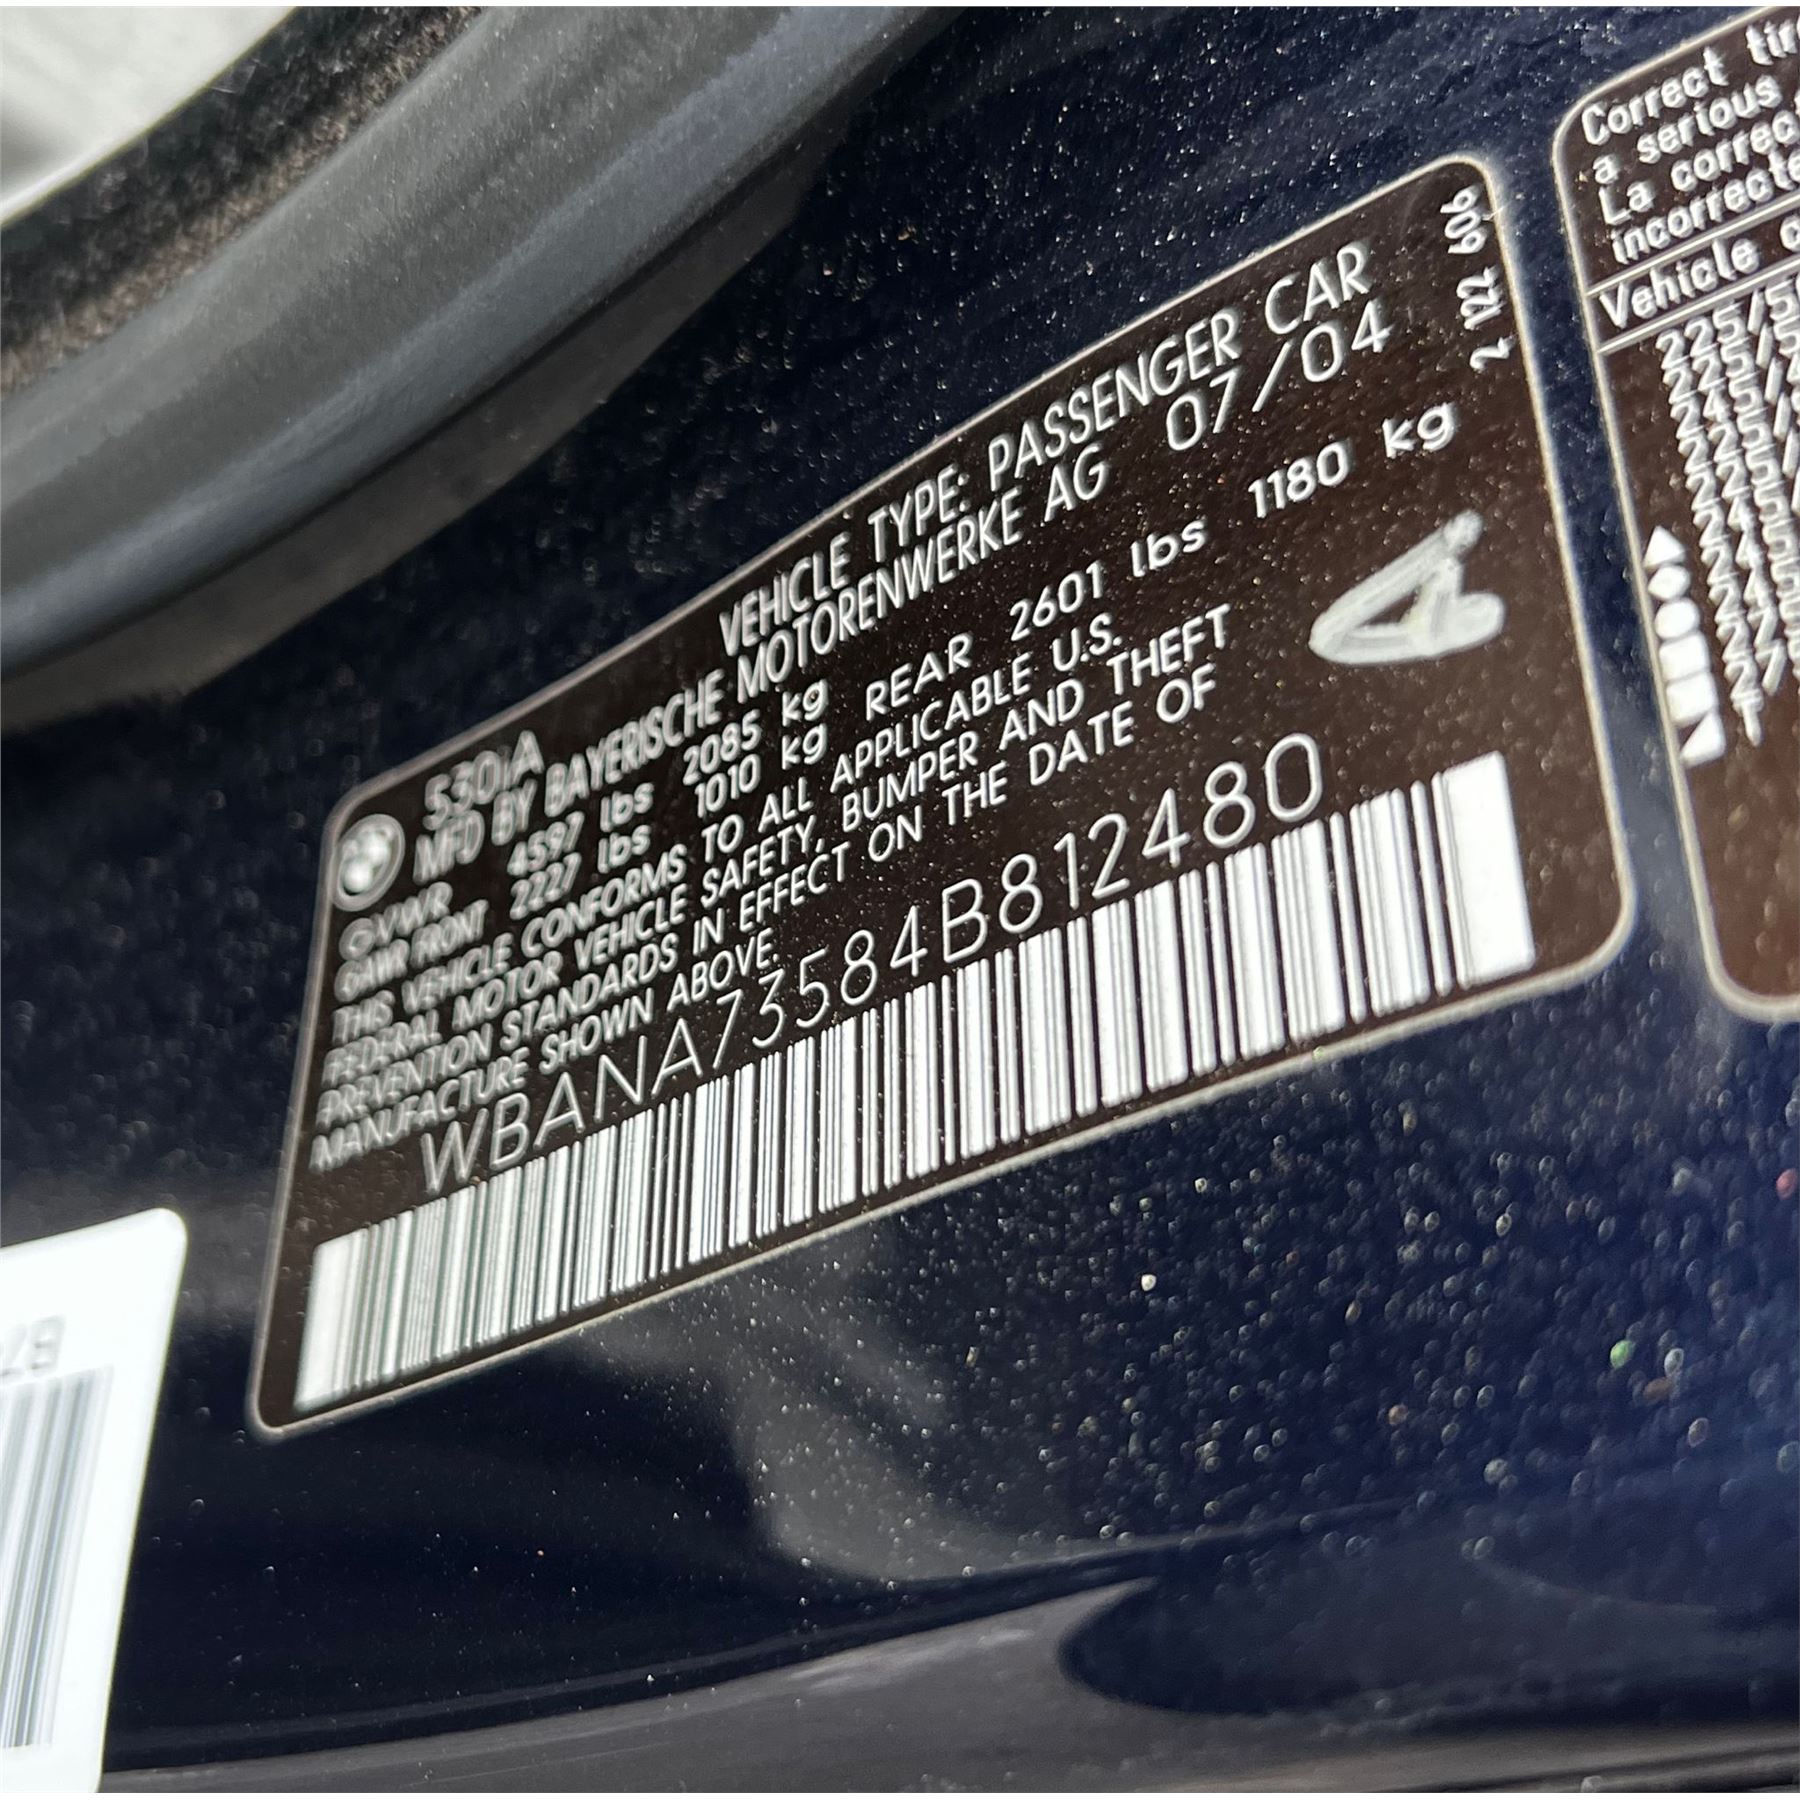 530iA VEHICLE TYPE: PASSENGER CAR
MFD BY BAYERISCHE MOTORENWERKE AG 07/04
GVWR 4597 lbs 2085 kg
GAWR FRONT 2227 lbs 1010 kg REAR 2601 lbs 1180 kg
THIS VEHICLE CONFORMS TO ALL APPLICABLE U.S.
FEDERAL MOTOR VEHICLE SAFETY, BUMPER AND THEFT
PREVENTION STANDARDS IN EFFECT ON THE DATE OF
MANUFACTURE SHOWN ABOVE.
WBANA73584B812480
2 122 606
Correct
a serious
La
Vehicle